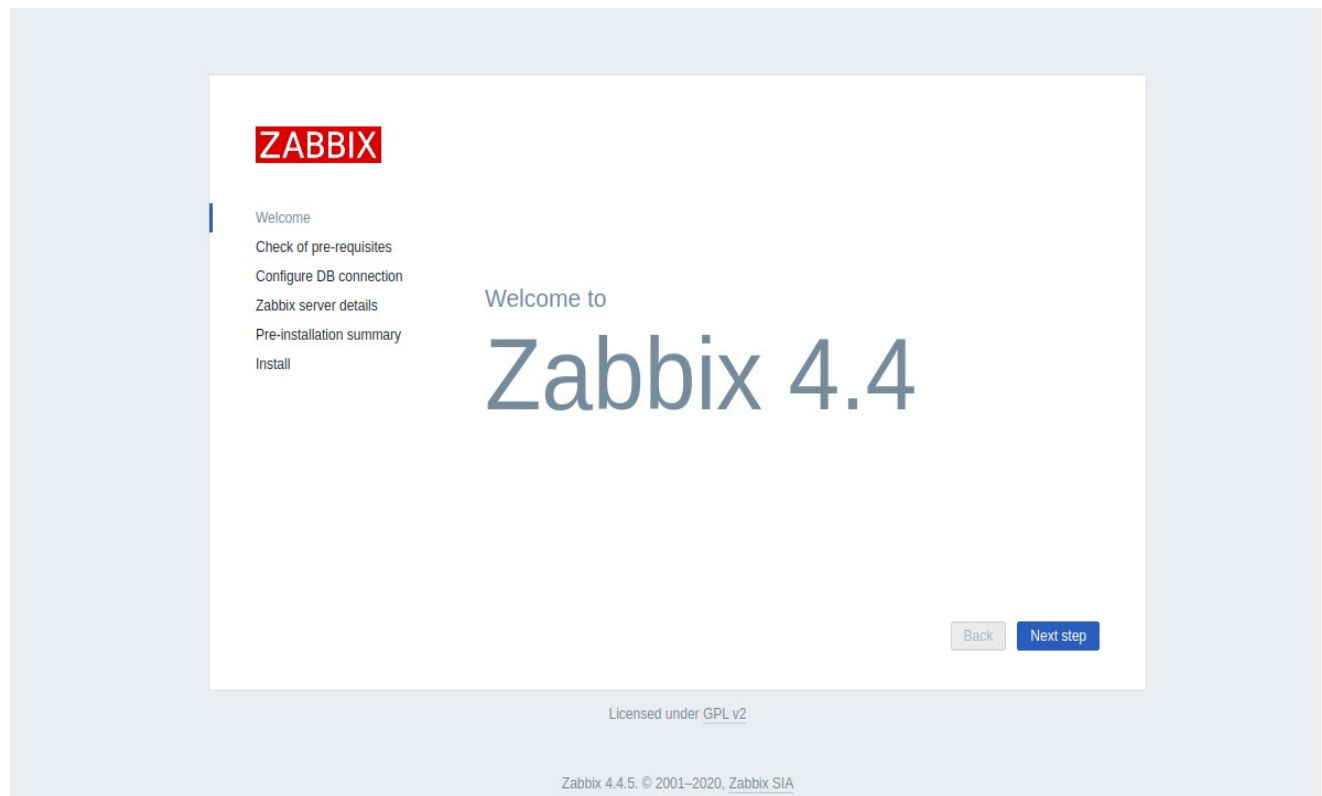 ZABBIX
Welcome
Check of pre-requisites
Configure DB connection
Zabbix server details
Pre-installation summary
Install
Welcome to
Zabbix 4.4
Back
Next step
Licensed under GPL v2
Zabbix 4.4.5. © 2001–2020, Zabbix SIA